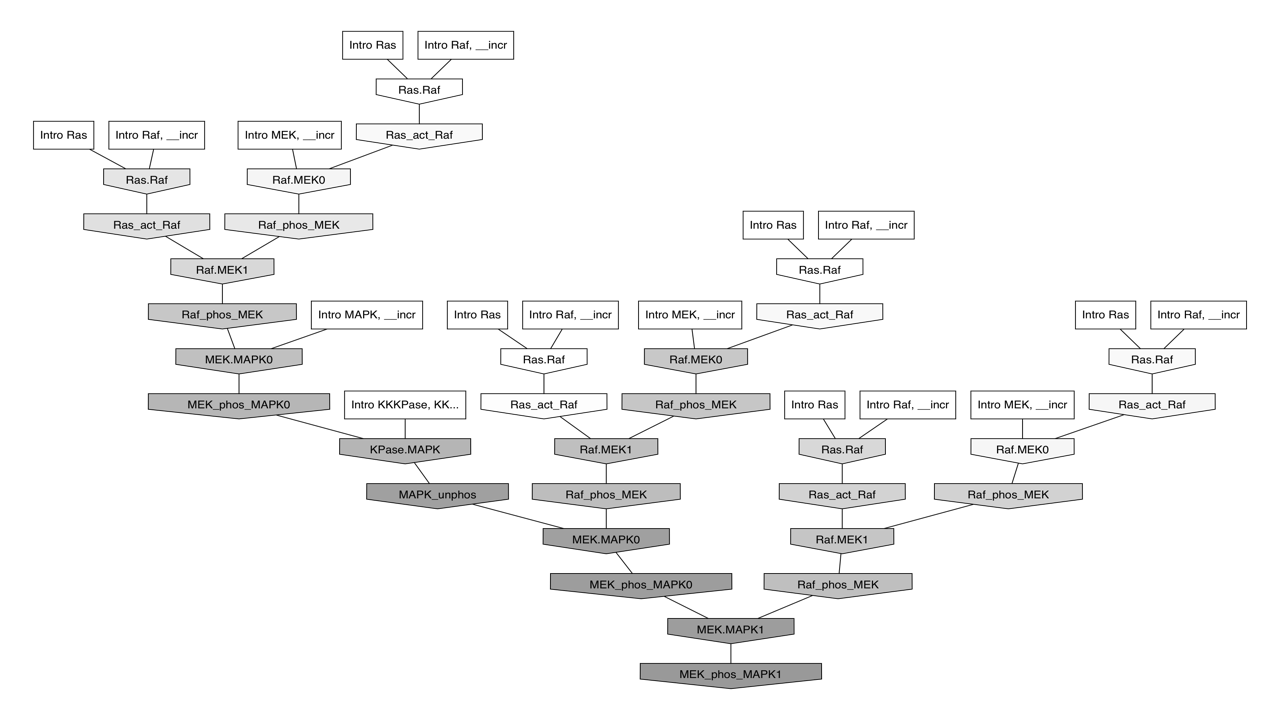 Intro Ras
Intro Raf, __incr
Ras.Raf
Intro Ras
Intro Raf, __incr
Intro MEK, __incr
Ras_act_Raf
Ras.Raf
Raf.MEK0
Ras_act_Raf
Raf_phos_MEK
Intro Ras
Intro Raf, __incr
Raf.MEK1
Ras.Raf
Raf_phos_MEK
Intro MAPK, __incr
Intro Ras
Intro Raf, __incr
Intro MEK, __incr
Ras_act_Raf
Intro Ras
Intro Raf, __incr
MEK.MAPK0
Ras.Raf
Raf.MEK0
Ras.Raf
MEK_phos_MAPK0
Intro KKKPase, KK...
Ras_act_Raf
Raf_phos_MEK
Intro Ras
Intro Raf, __incr
Intro MEK, __incr
Ras_act_Raf
KPase.MAPK
Raf.MEK1
Ras.Raf
Raf.MEK0
MAPK_unphos
Raf_phos_MEK
Ras_act_Raf
Raf_phos_MEK
MEK.MAPK0
Raf.MEK1
MEK_phos_MAPK0
Raf_phos_MEK
MEK.MAPK1
MEK_phos_MAPK1